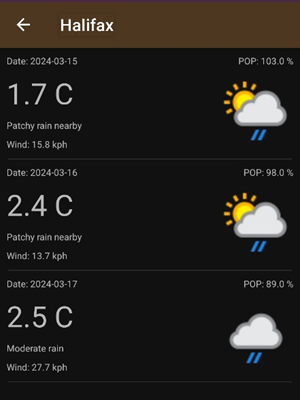 Halifax
Date: 2024-03-15 POP: 103.0 %
1.7 C
Patchy rain nearby
Wind: 15.8 kph
Date: 2024-03-16 POP: 98.0 %
2.4 C
Patchy rain nearby
Wind: 13.7 kph
Date: 2024-03-17 POP: 89.0 %
2.5 C
Moderate rain
Wind: 27.7 kph